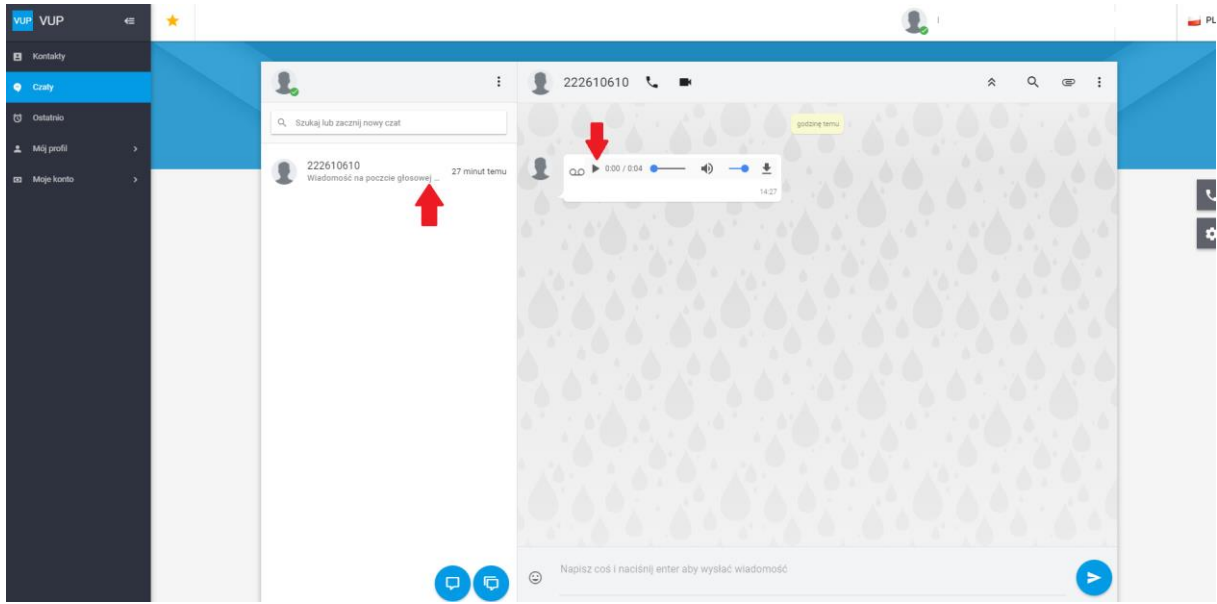 VUP VUP
PL
Kontakty
Czaty
Ostatnio
Mój profil
Moje konto
Szukaj lub zacznij nowy czat
222610610
Wiadomość na poczcie głosowej ...
27 minut temu
222610610
godzinę temu
0:00 / 0:04
14:27
Napisz coś i naciśnij enter aby wysłać wiadomość